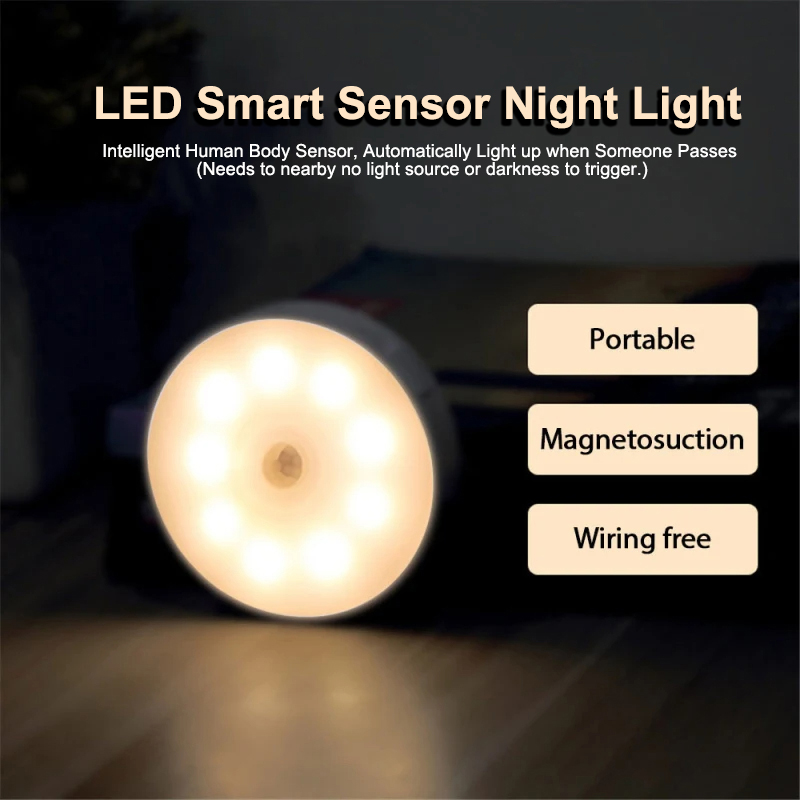 LED Smart Sensor Night Light
Intelligent Human Body Sensor, Automatically Light up when Someone Passes
(Needs to nearby no light source or darkness to trigger.)
Portable
Magnetosuction
Wiring free